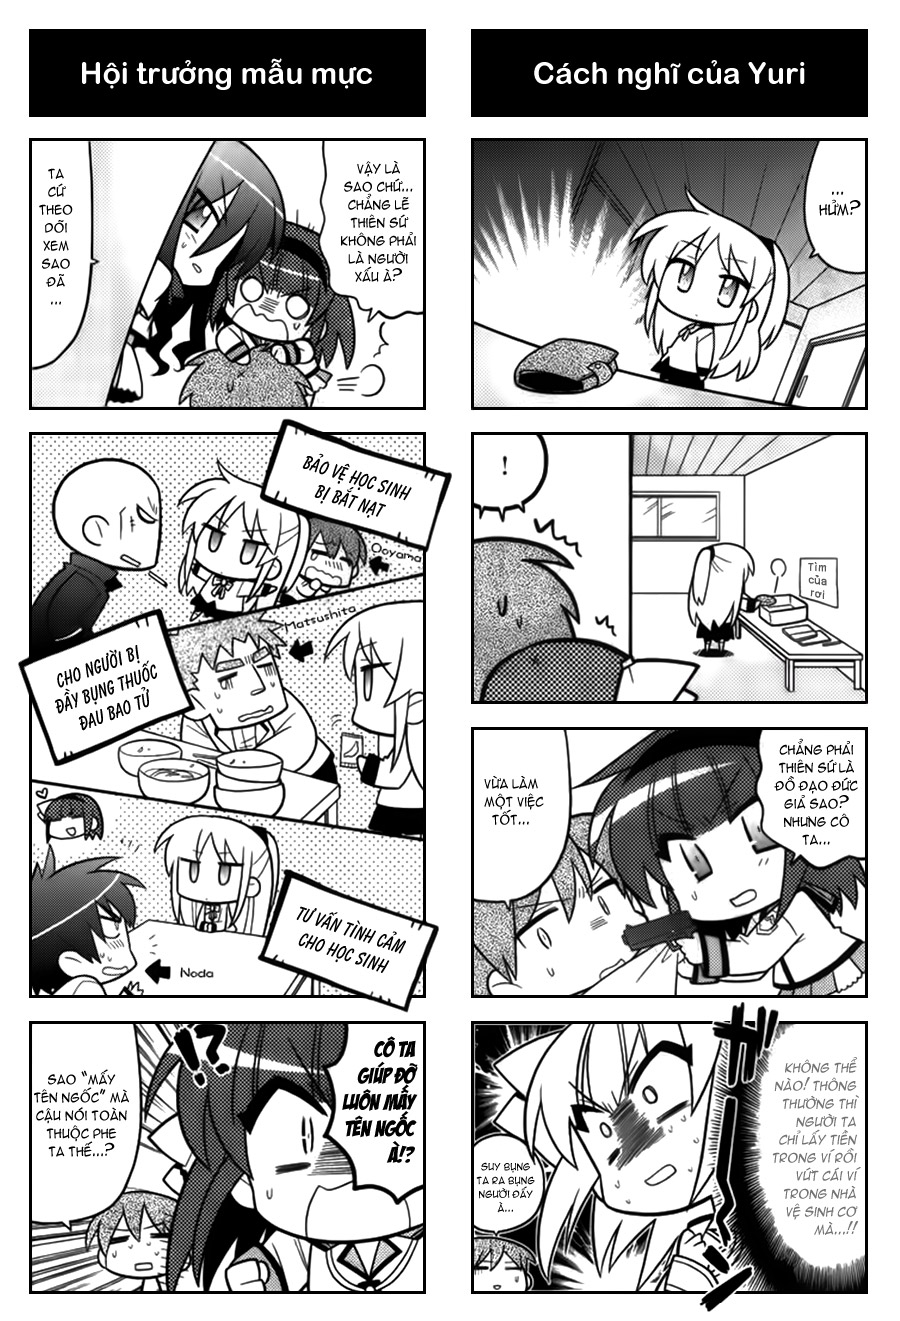 Cách nghĩ của Yuri
...
HỬM?
!
Tìm
của
rơi
CHẲNG PHẢI
THIÊN SỨ LÀ
ĐỒ ĐẠO ĐỨC
GIẢ SAO?
NHƯNG CÔ
TA...
VỪA LÀM
MỘT VIỆC
TỐT...
KHÔNG THỂ
NÀO! THÔNG
THƯỜNG THÌ
NGƯỜI TA
CHỈ LẤY TIỀN
TRONG VÍ RỒI
VỨT CÁI VÍ
TRONG NHÀ
VỆ SINH CƠ
MÀ...!!
SUY BỤNG
TA RA BỤNG
NGƯỜI ĐẤY
À...
Hội trưởng mẫu mực
VẬY LÀ
SAO CHỨ...
CHẲNG LẼ
THIÊN SỨ
KHÔNG PHẢI
LÀ NGƯỜI
XẤU À?
TA
CỨ
THEO
DÕI
XEM
SAO
ĐÃ
...
BẢO VỆ HỌC SINH
BỊ BẮT NẠT
Ooyama
Matsushita
CHO NGƯỜI BỊ
ĐẦY BỤNG THUỐC
ĐAU BAO TỬ
TƯ VẤN TÌNH CẢM
CHO HỌC SINH
Noda
CÔ TA
GIÚP ĐỠ
LUÔN MẤY
TÊN NGỐC
À!?
!?
SAO "MẤY
TÊN NGỐC" MÀ
CẬU NÓI TOÀN
THUỘC PHE
TA THẾ...?